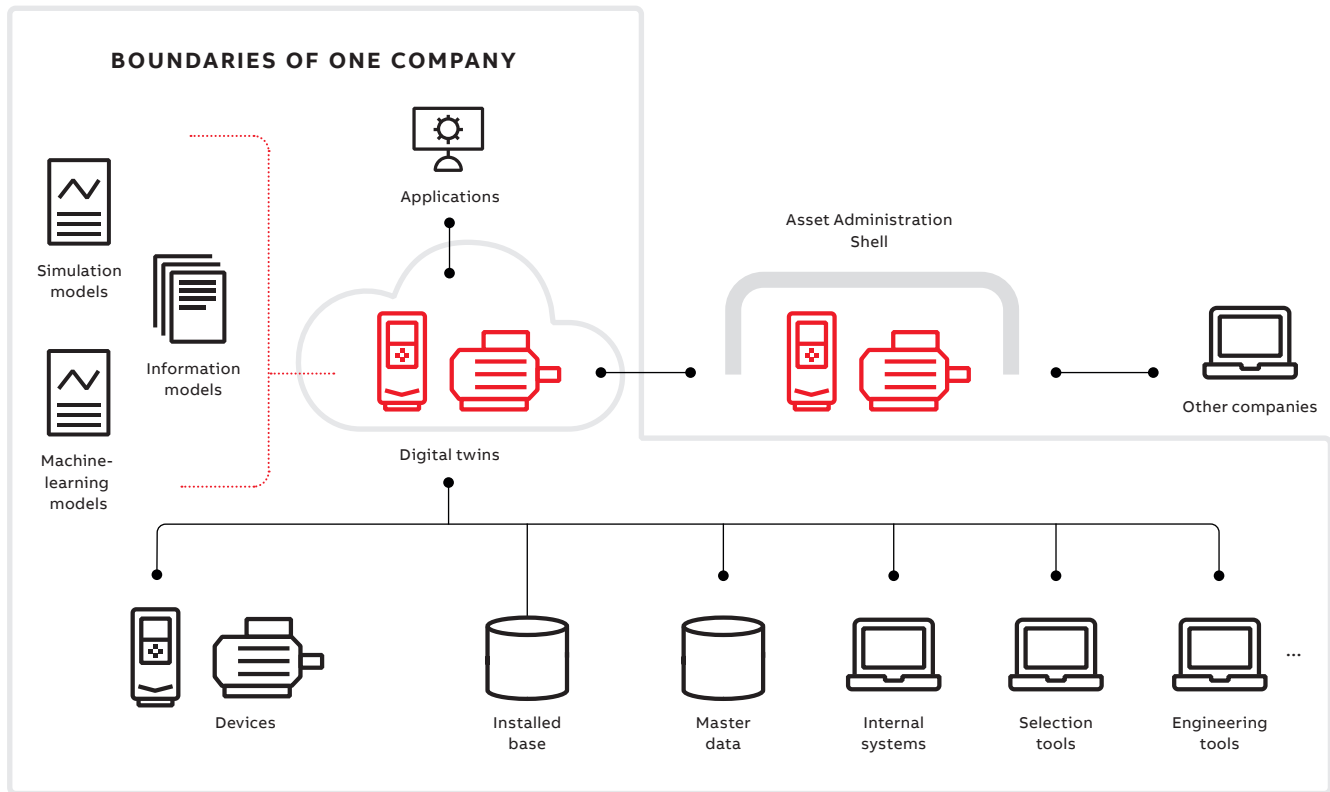 BOUNDARIES OF ONE COMPANY
Applications
Simulation
models
Information
models
Machine-
learning
models
Digital twins
Asset Administration
Shell
Other companies
Devices
Installed
base
Master
data
Internal
systems
Selection
tools
Engineering
tools
...